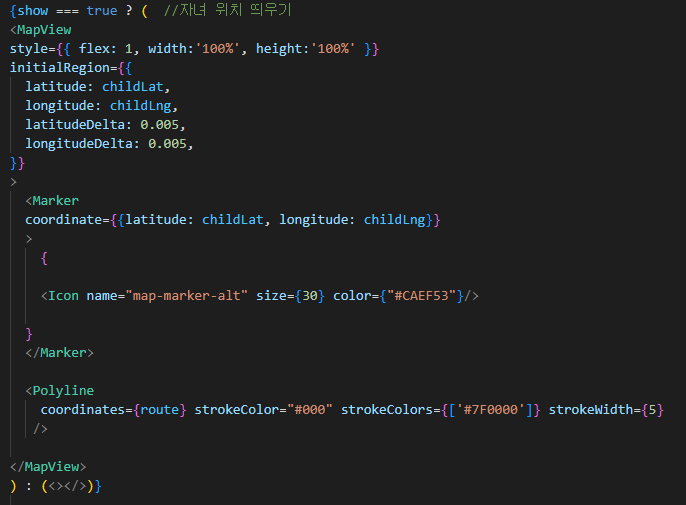 {show === true ? (  //자녀 위치 띄우기
<MapView
style={{ flex: 1, width:'100%', height:'100%' }}
initialRegion={{
  latitude: childLat,
  longitude: childLng,
  latitudeDelta: 0.005,
  longitudeDelta: 0.005,
}}
>
  <Marker
  coordinate={{latitude: childLat, longitude: childLng}}
  >
    {
    <Icon name="map-marker-alt" size={30} color={"#CAEF53"}/>
  }
  </Marker>
  <Polyline
    coordinates={route} strokeColor="#000" strokeColors={['#7F0000']} strokeWidth={5}
   />
</MapView>
) : (<></>)}